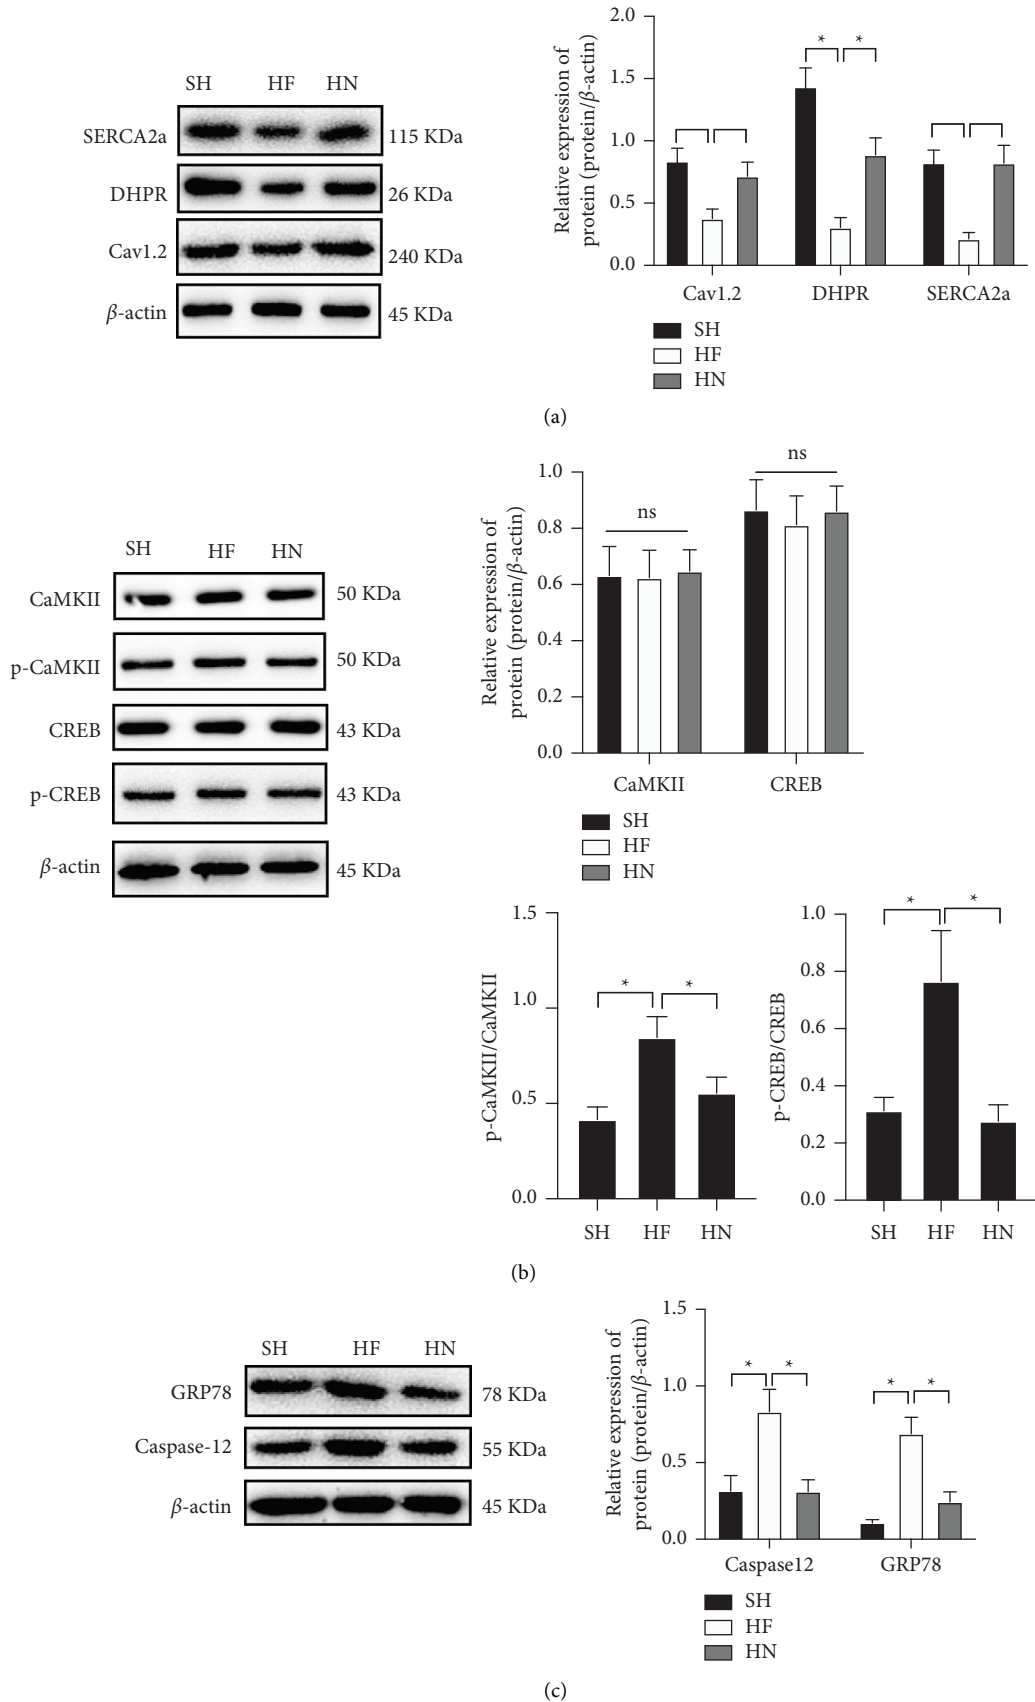 SH HF HN
SERCA2a 115 KDa
DHPR 26 KDa
Cav1.2 240 KDa
β-actin 45 KDa
Relative expression of
protein (protein/β-actin)
2.0
1.5
1.0
0.5
0.0
* *
Cav1.2 DHPR SERCA2a
SH
HF
HN
(a)
SH HF HN
CaMKII 50 KDa
p-CaMKII 50 KDa
CREB 43 KDa
p-CREB 43 KDa
β-actin 45 KDa
Relative expression of
protein (protein/β-actin)
1.0
0.8
0.6
0.4
0.2
0.0
ns
ns
CaMKII CREB
SH
HF
HN
p-CaMKII/CaMKII
1.5
1.0
0.5
0.0
* *
SH HF HN
p-CREB/CREB
1.0
0.8
0.6
0.4
0.2
0.0
* *
SH HF HN
(b)
SH HF HN
GRP78 78 KDa
Caspase-12 55 KDa
β-actin 45 KDa
Relative expression of
protein (protein/β-actin)
1.5
1.0
0.5
0.0
* *
* *
Caspase12 GRP78
SH
HF
HN
(c)